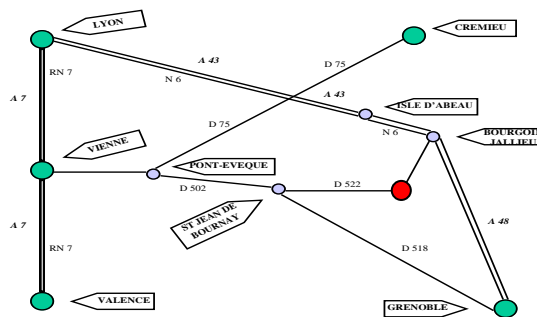 LYON
CREMIEU
A 43
D 75
RN 7
N 6
A 7
A 43
ISLE D'ABEAU
D 75
N 6
BOURGOIN
JALLIEU
VIENNE
PONT-EVEQUE
D 502
D 522
ST JEAN DE
BOURNAY
A 7
A 48
RN 7
D 518
VALENCE
GRENOBLE